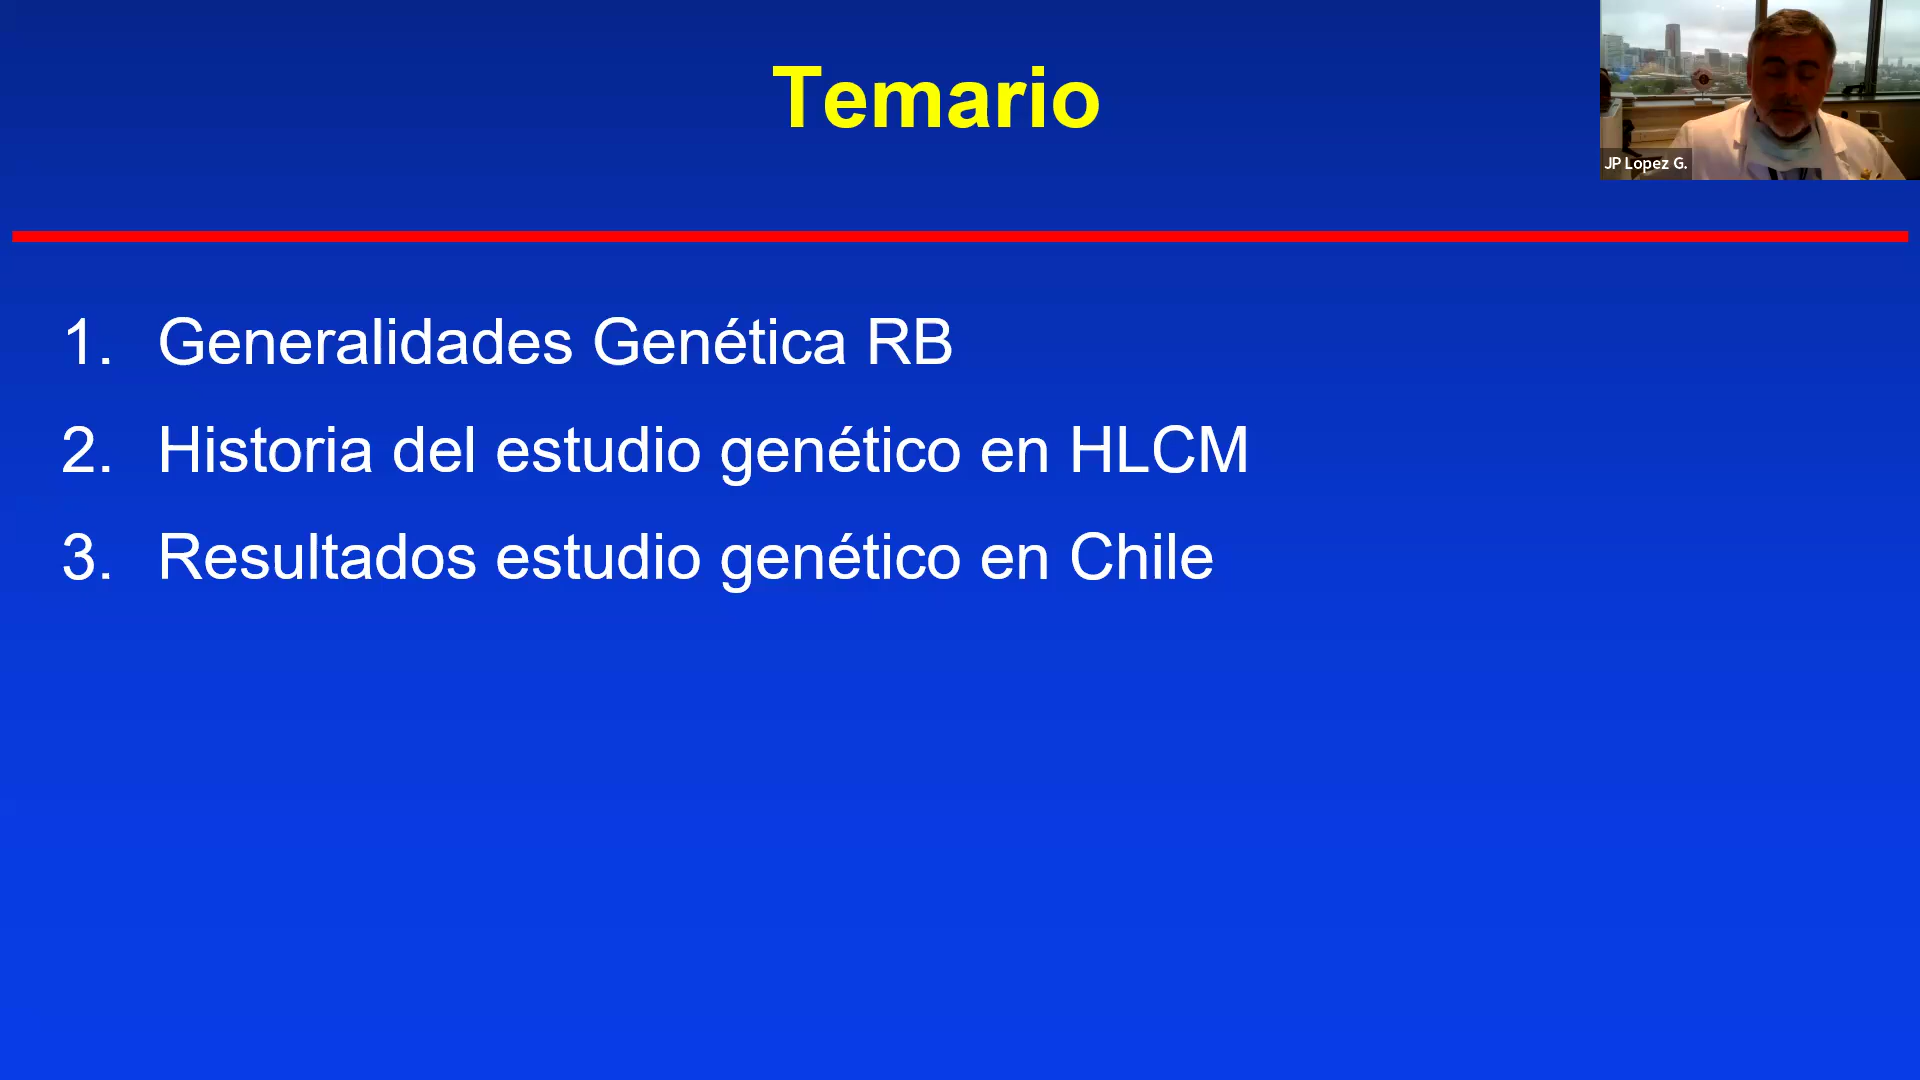 Temario
JP Lopez G.
1. Generalidades Genética RB
2. Historia del estudio genético en HLCM
3. Resultados estudio genético en Chile